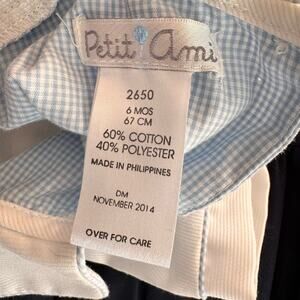 Petit Ami
2650
6 MOS
67 CM
60% COTTON
40% POLYESTER
MADE IN PHILIPPINES
DM
NOVEMBER 2014
OVER FOR CARE